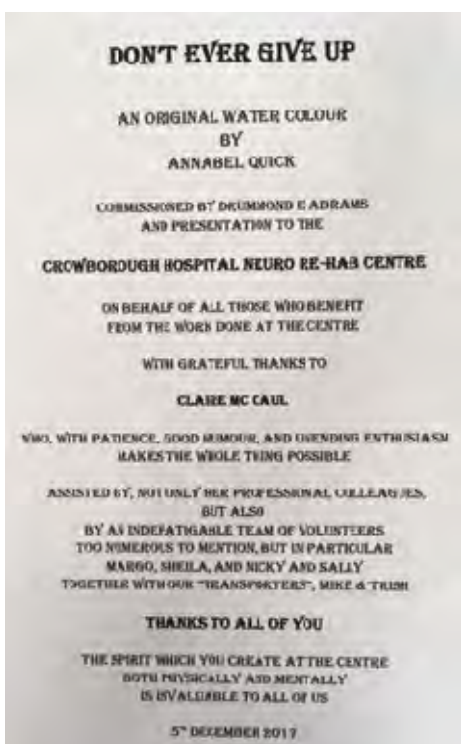 DON'T EVER GIVE UP
AN ORIGINAL WATER COLOUR
BY
ANNABEL QUICK
COMMISSIONED BY DRUMMOND E ABRAMS
AND PRESENTATION TO THE
CROWBOROUGH HOSPITAL NEURO RE-HAB CENTRE
ON BEHALF OF ALL THOSE WHO BENEFIT
FROM THE WORK DONE AT THE CENTRE
WITH GRATEFUL THANKS TO
CLAIRE MC CAUL
WHO, WITH PATIENCE, GOOD HUMOUR, AND UNENDING ENTHUSIASM
MAKES THE WHOLE THING POSSIBLE
ASSISTED BY, NOT ONLY HER PROFESSIONAL COLLEAGUES,
BUT ALSO
BY AN INDEFATIGABLE TEAM OF VOLUNTEERS
TOO NUMEROUS TO MENTION, BUT IN PARTICULAR
MARGO, SHEILA, AND NICKY AND SALLY
TOGETHER WITH OUR "TRANSPORTERS", MIKE & TRISH
THANKS TO ALL OF YOU
THE SPIRIT WHICH YOU CREATE AT THE CENTRE
BOTH PHYSICALLY AND MENTALLY
IS INVALUABLE TO ALL OF US
5TH DECEMBER 2017